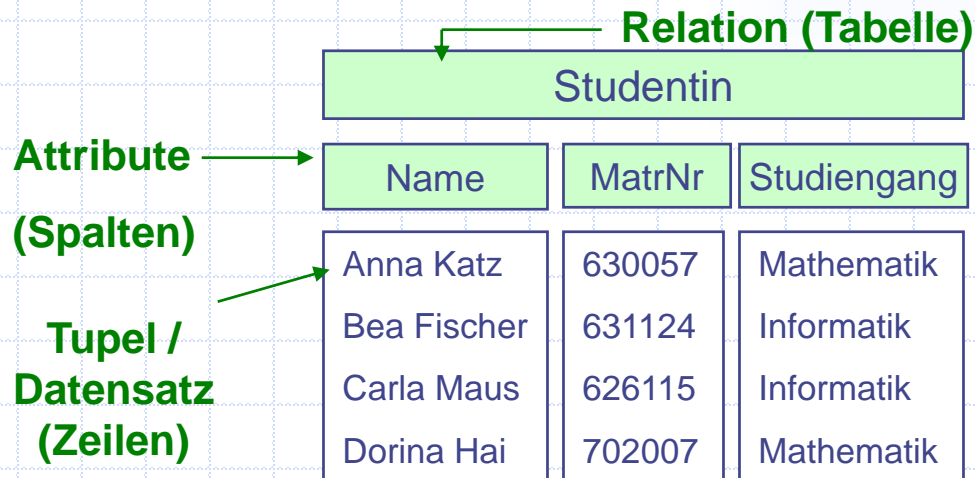 Relation (Tabelle)
Studentin
Attribute
(Spalten)
Name MatrNr Studiengang
Tupel /
Datensatz
(Zeilen)
Anna Katz 630057 Mathematik
Bea Fischer 631124 Informatik
Carla Maus 626115 Informatik
Dorina Hai 702007 Mathematik